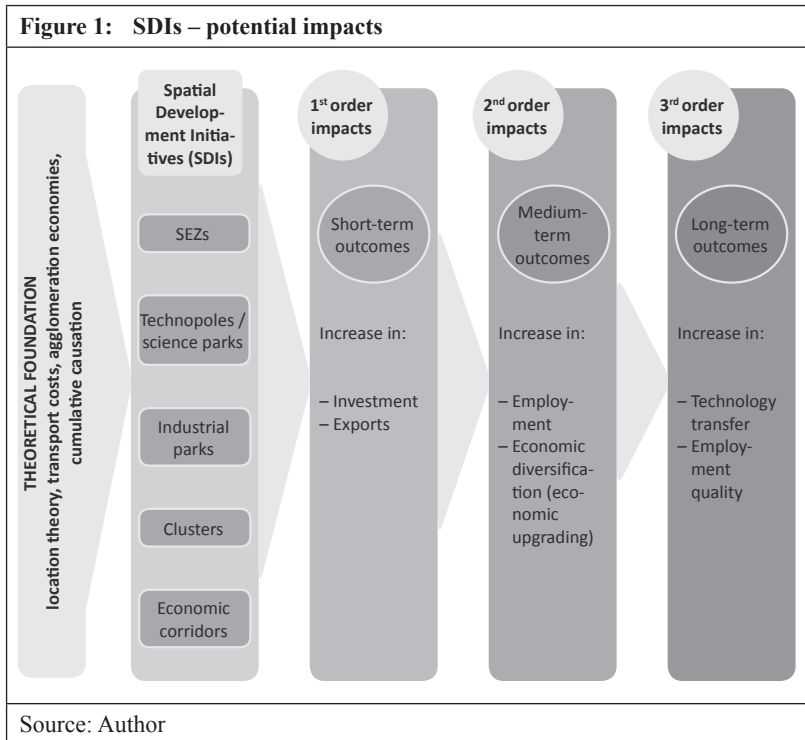 Figure 1: SDIs – potential impacts
THEORETICAL FOUNDATION
location theory, transport costs, agglomeration economies,
cumulative causation
Spatial
Develop-
ment Initia-
tives (SDIs)
SEZs
Technopoles /
science parks
Industrial
parks
Clusters
Economic
corridors
1st order
impacts
Short-term
outcomes
Increase in:
– Investment
– Exports
2nd order
impacts
Medium-
term
outcomes
Increase in:
– Employ-
ment
– Economic
diversifica-
tion (eco-
nomic
upgrading)
3rd order
impacts
Long-term
outcomes
Increase in:
– Technology
transfer
– Employ-
ment
quality
Source: Author